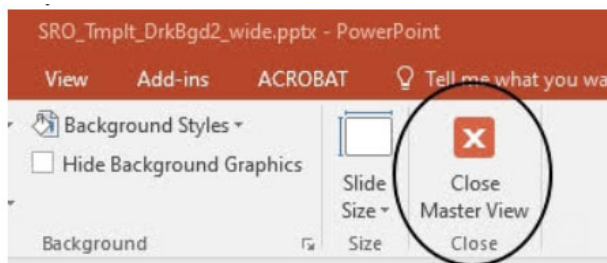 SRO_Tmplt_DrkBgd2_wide.pptx - PowerPoint
View Add-ins ACROBAT Tell me what you wa
Background Styles
Hide Background Graphics
Slide
Size
Close
Master View
Background Size Close